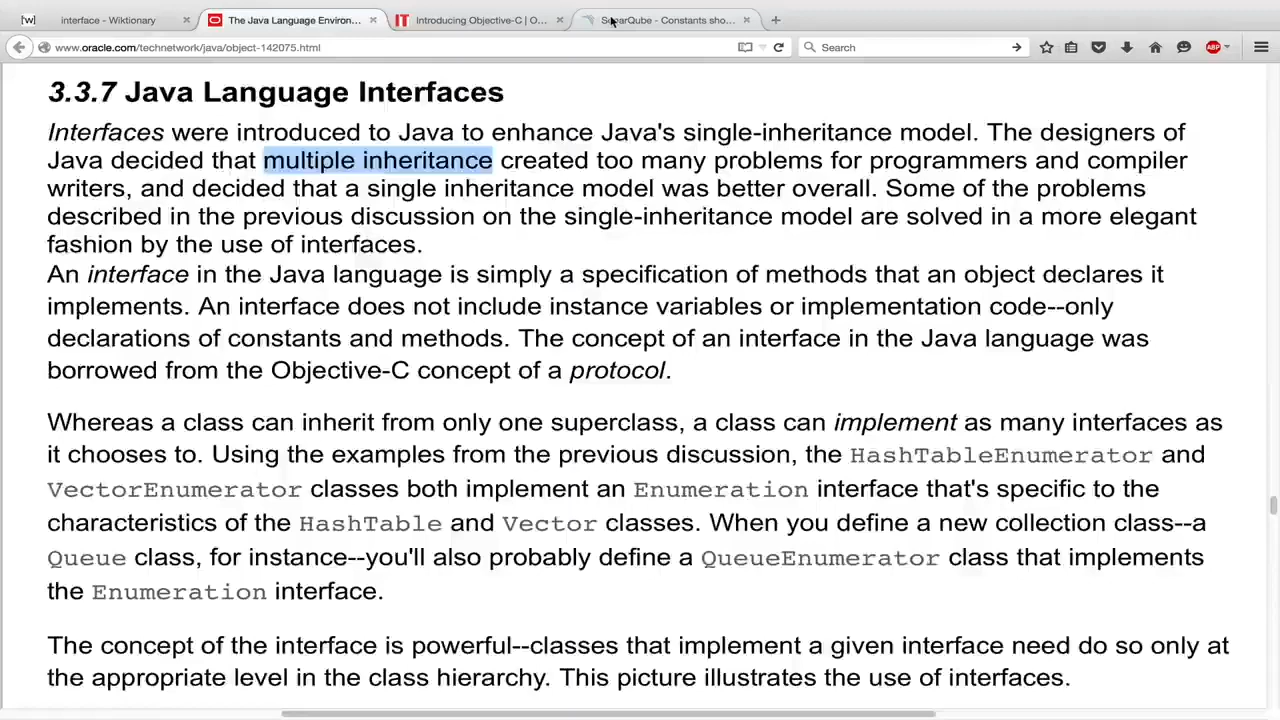 [w] interface - Wiktionary × The Java Language Environ... × IT Introducing Objective-C | O... × SonarQube - Constants sho... × +
www.oracle.com/technetwork/java/object-142075.html Search ABP
3.3.7 Java Language Interfaces
Interfaces were introduced to Java to enhance Java's single-inheritance model. The designers of
Java decided that multiple inheritance created too many problems for programmers and compiler
writers, and decided that a single inheritance model was better overall. Some of the problems
described in the previous discussion on the single-inheritance model are solved in a more elegant
fashion by the use of interfaces.
An interface in the Java language is simply a specification of methods that an object declares it
implements. An interface does not include instance variables or implementation code--only
declarations of constants and methods. The concept of an interface in the Java language was
borrowed from the Objective-C concept of a protocol.
Whereas a class can inherit from only one superclass, a class can implement as many interfaces as
it chooses to. Using the examples from the previous discussion, the HashTableEnumerator and
VectorEnumerator classes both implement an Enumeration interface that's specific to the
characteristics of the HashTable and Vector classes. When you define a new collection class--a
Queue class, for instance--you'll also probably define a QueueEnumerator class that implements
the Enumeration interface.
The concept of the interface is powerful--classes that implement a given interface need do so only at
the appropriate level in the class hierarchy. This picture illustrates the use of interfaces.